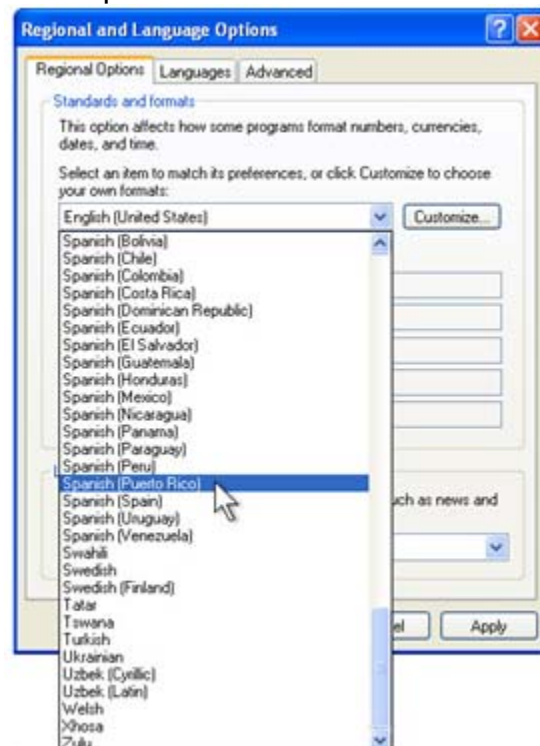 Regional and Language Options
Regional Options Languages Advanced
Standards and formats
This option affects how some programs format numbers, currencies,
dates, and time.
Select an item to match its preferences, or click Customize to choose
your own formats:
English (United States) Customize...
Spanish (Bolivia)
Spanish (Chile)
Spanish (Colombia)
Spanish (Costa Rica)
Spanish (Dominican Republic)
Spanish (Ecuador)
Spanish (El Salvador)
Spanish (Guatemala)
Spanish (Honduras)
Spanish (Mexico)
Spanish (Nicaragua)
Spanish (Panama)
Spanish (Paraguay)
Spanish (Peru)
Spanish (Puerto Rico)
Spanish (Spain) uch as news and
Spanish (Uruguay)
Spanish (Venezuela)
Swahili
Swedish
Swedish (Finland)
Tatar
Tswana el Apply
Turkish
Ukrainian
Uzbek (Cyrillic)
Uzbek (Latin)
Welsh
Xhosa
Zulu